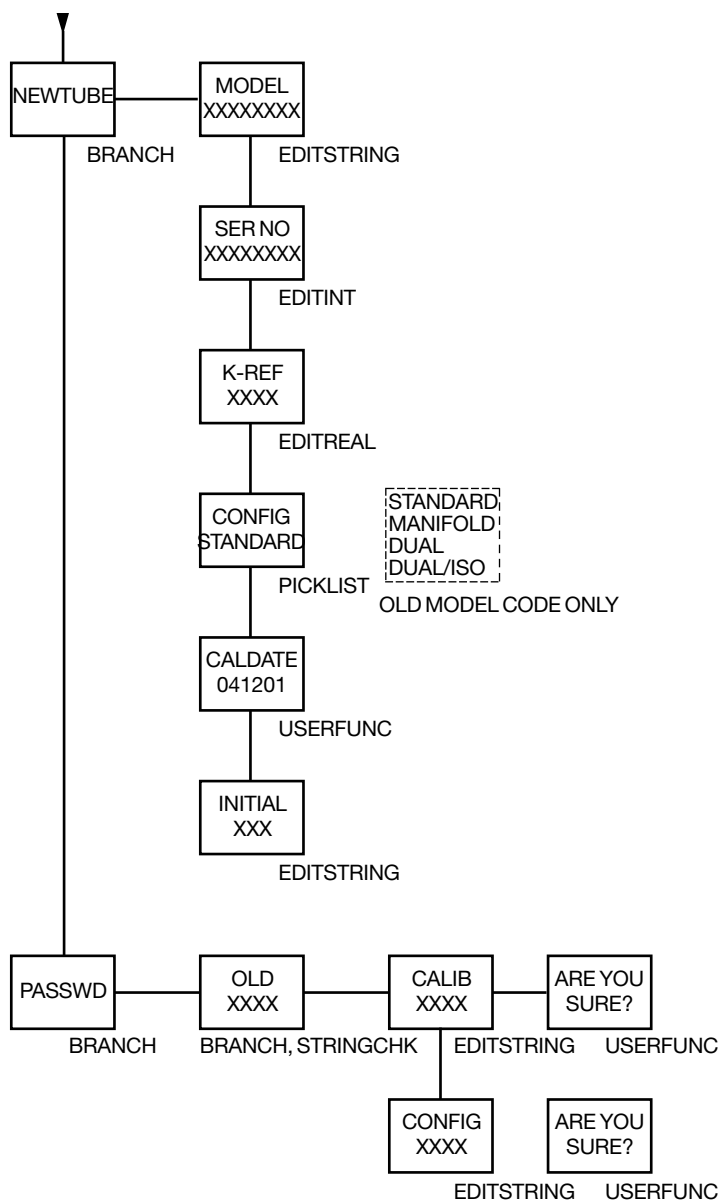 NEWTUBE
BRANCH
MODEL
XXXXXXXX
EDITSTRING
SER NO
XXXXXXXX
EDITINT
K-REF
XXXX
EDITREAL
CONFIG
STANDARD
PICKLIST
STANDARD
MANIFOLD
DUAL
DUAL/ISO
OLD MODEL CODE ONLY
CALDATE
041201
USERFUNC
INITIAL
XXX
EDITSTRING
PASSWD
BRANCH
OLD
XXXX
BRANCH, STRINGCHK
CALIB
XXXX
EDITSTRING
ARE YOU
SURE?
USERFUNC
CONFIG
XXXX
EDITSTRING
ARE YOU
SURE?
USERFUNC